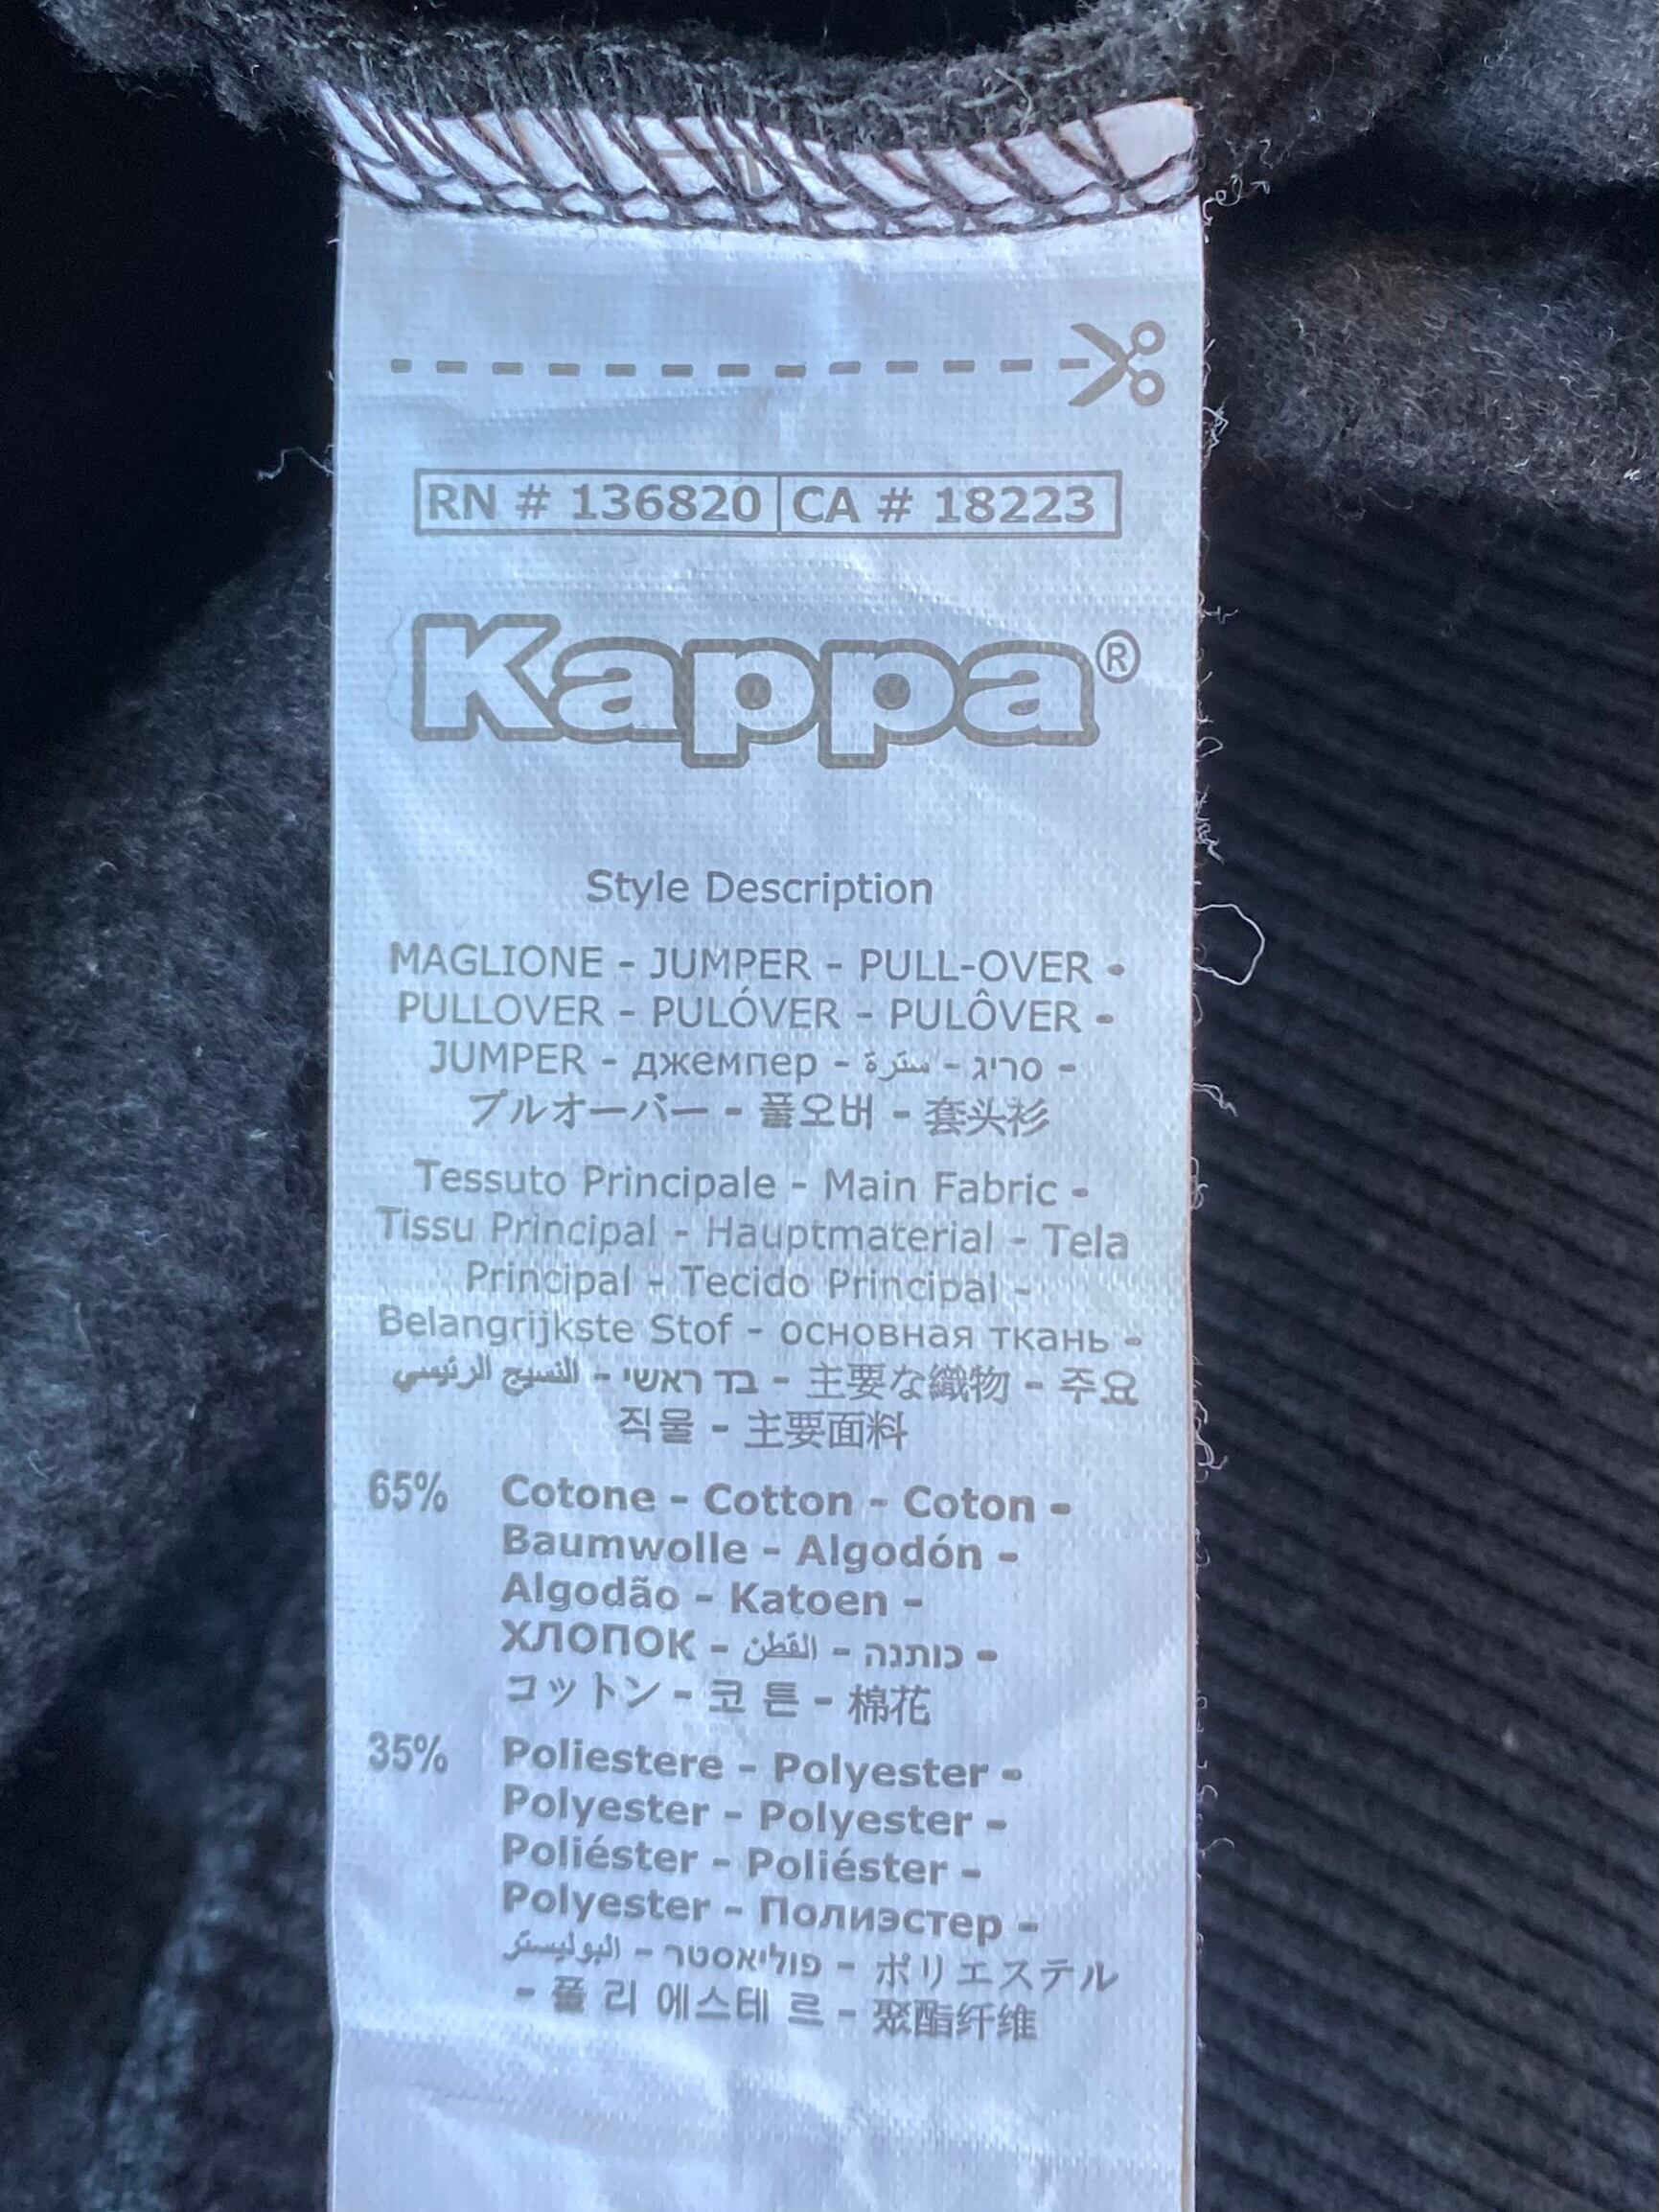 RN # 136820 CA # 18223
Kappa®
Style Description
MAGLIONE - JUMPER - PULL-OVER -
PULLOVER - PULÓVER - PULÔVER -
JUMPER - джемпер - سترة - סריג -
プルオーバー - 풀오버 - 套头衫
Tessuto Principale - Main Fabric -
Tissu Principal - Hauptmaterial - Tela
Principal - Tecido Principal -
Belangrijkste Stof - основная ткань -
النسيج الرئيسي - בד ראשי - 主要な織物 - 주요
직물 - 主要面料
65% Cotone - Cotton - Coton -
Baumwolle - Algodón -
Algodão - Katoen -
ХЛОПОК - القطن - כותנה -
コットン - 코 튼 - 棉花
35% Poliestere - Polyester -
Polyester - Polyester -
Poliéster - Poliéster -
Polyester - Полиэстер -
البوليستر - פוליאסטר - ポリエステル
- 폴 리 에스테 르 - 聚酯纤维